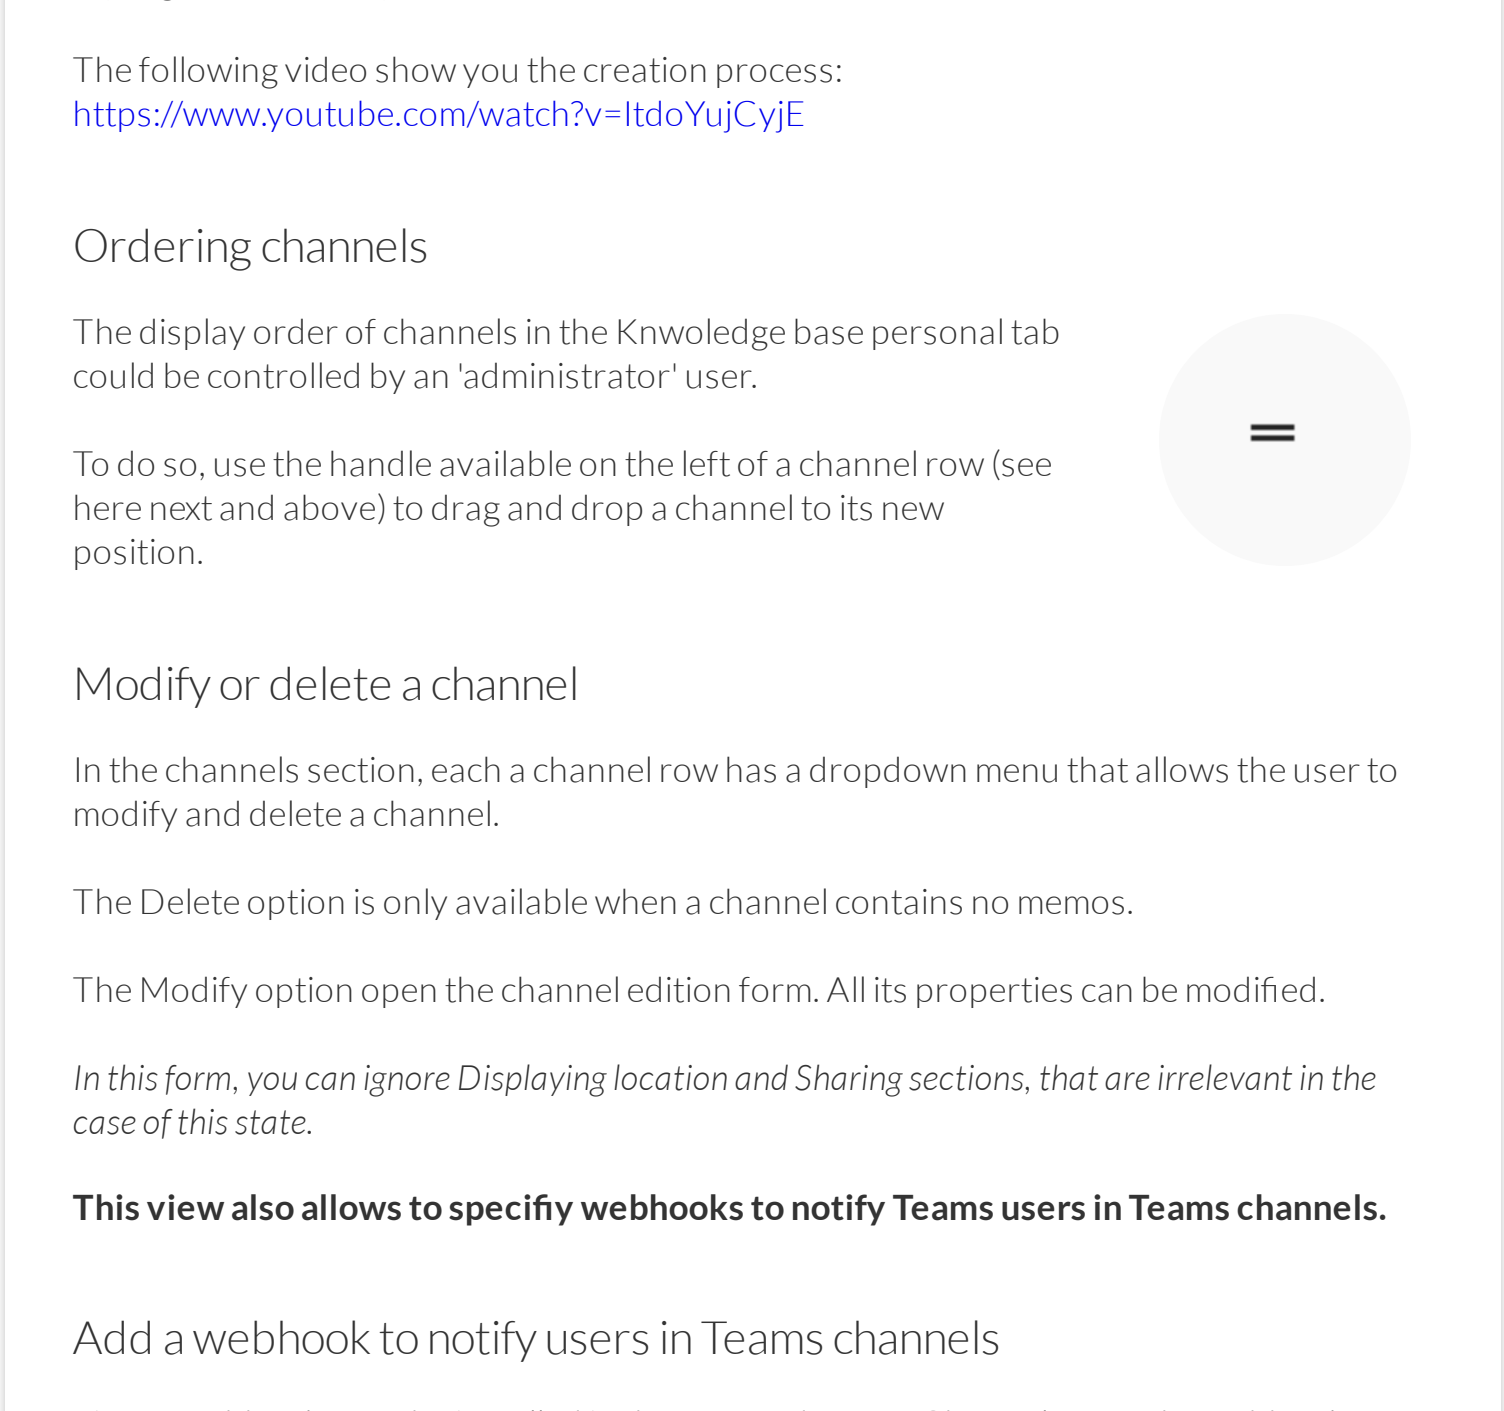 The following video show you the creation process:
https://www.youtube.com/watch?v=ItdoYujCyjE
Ordering channels
The display order of channels in the Knwoledge base personal tab
could be controlled by an 'administrator' user.
To do so, use the handle available on the left of a channel row (see
here next and above) to drag and drop a channel to its new
position.
Modify or delete a channel
In the channels section, each a channel row has a dropdown menu that allows the user to
modify and delete a channel.
The Delete option is only available when a channel contains no memos.
The Modify option open the channel edition form. All its properties can be modified.
In this form, you can ignore Displaying location and Sharing sections, that are irrelevant in the
case of this state.
This view also allows to specifiy webhooks to notify Teams users in Teams channels.
Add a webhook to notify users in Teams channels